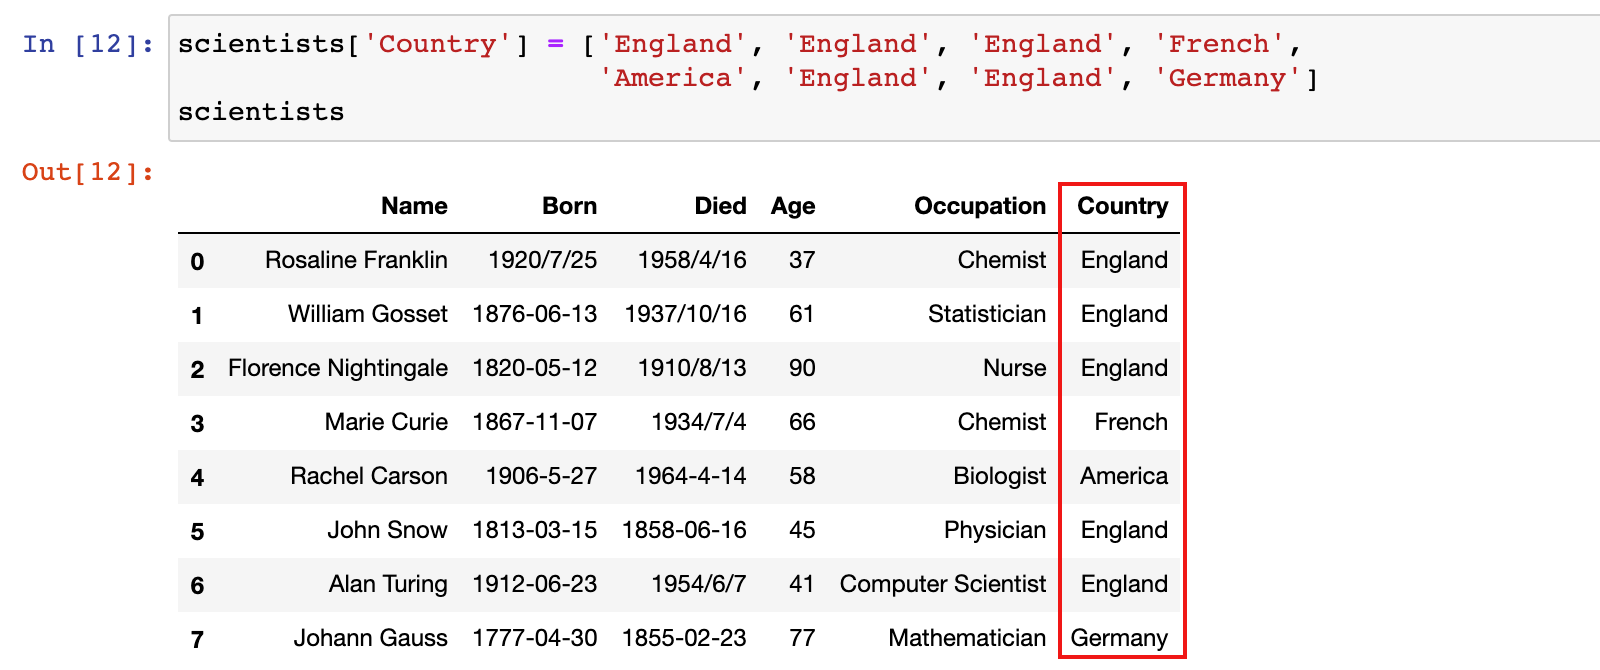 In [12]: scientists['Country'] = ['England', 'England', 'England', 'French',
'America', 'England', 'England', 'Germany']
scientists
Out[12]:
Name Born Died Age Occupation Country
0 Rosaline Franklin 1920/7/25 1958/4/16 37 Chemist England
1 William Gosset 1876-06-13 1937/10/16 61 Statistician England
2 Florence Nightingale 1820-05-12 1910/8/13 90 Nurse England
3 Marie Curie 1867-11-07 1934/7/4 66 Chemist French
4 Rachel Carson 1906-5-27 1964-4-14 58 Biologist America
5 John Snow 1813-03-15 1858-06-16 45 Physician England
6 Alan Turing 1912-06-23 1954/6/7 41 Computer Scientist England
7 Johann Gauss 1777-04-30 1855-02-23 77 Mathematician Germany